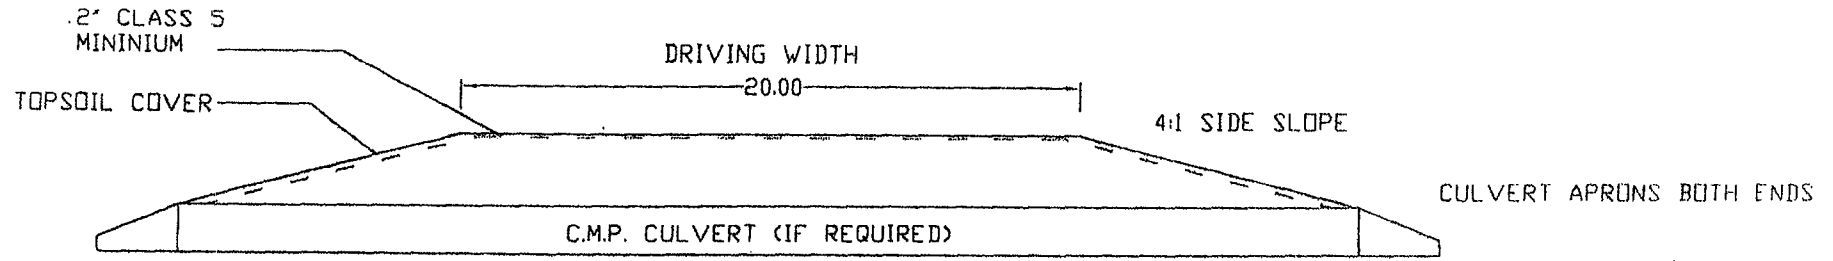 .2" CLASS 5
MININIUM
DRIVING WIDTH
20.00
TOPSOIL COVER
4:1 SIDE SLOPE
CULVERT APRONS BOTH ENDS
C.M.P. CULVERT (IF REQUIRED)